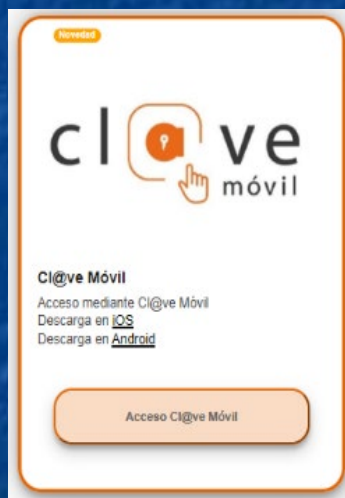 Novedad
cl@ve
móvil
Cl@ve Móvil
Acceso mediante Cl@ve Móvil
Descarga en iOS
Descarga en Android
Acceso Cl@ve Móvil